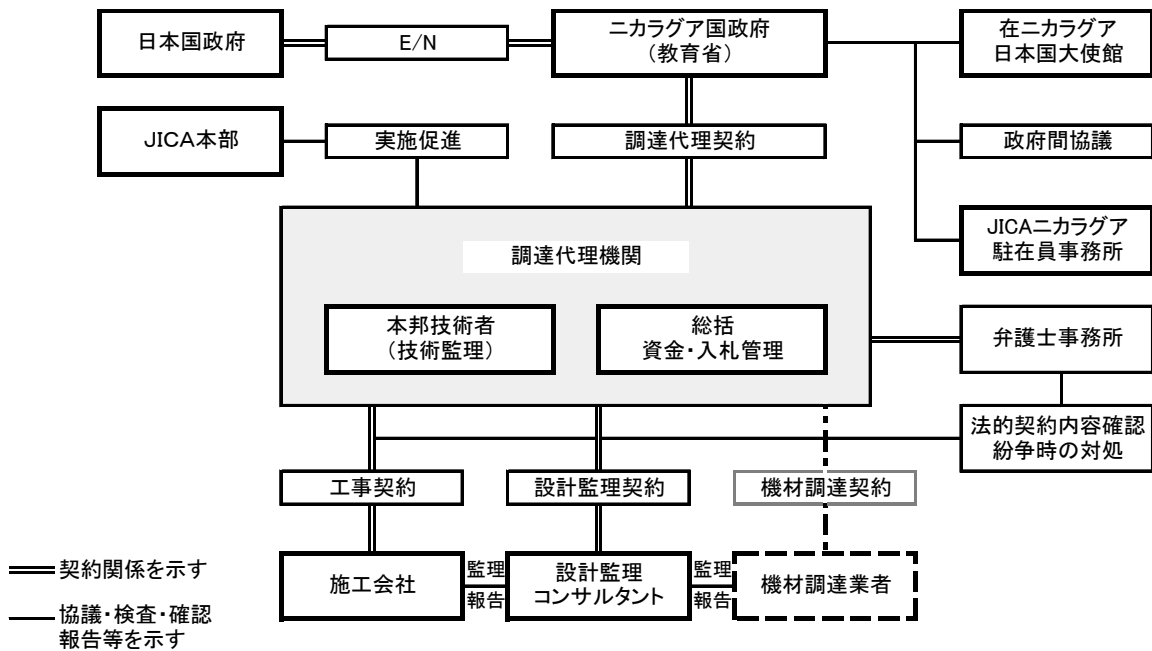 日本国政府
E/N
ニカラグア国政府
（教育省）
在ニカラグア
日本国大使館
JICA本部
実施促進
調達代理契約
政府間協議
JICAニカラグア
駐在員事務所
調達代理機関
本邦技術者
（技術監理）
総括
資金・入札管理
弁護士事務所
法的契約内容確認
紛争時の対処
工事契約
設計監理契約
機材調達契約
施工会社
監理
報告
設計監理
コンサルタント
監理
報告
機材調達業者
契約関係を示す
協議・検査・確認
報告等を示す